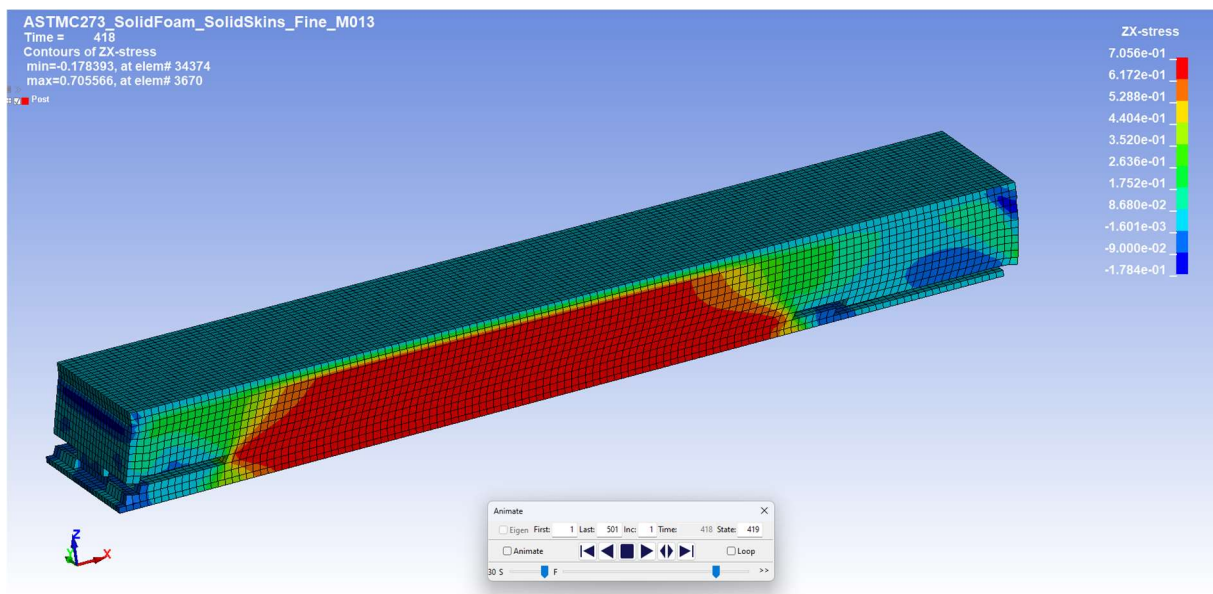 ASTMC273_SolidFoam_SolidSkins_Fine_M013
Time = 418
Contours of ZX-stress
min=-0.178393, at elem# 34374
max=0.705566, at elem# 3670
Post
ZX-stress
7.056e-01
6.172e-01
5.288e-01
4.404e-01
3.520e-01
2.636e-01
1.752e-01
8.680e-02
-1.601e-03
-9.000e-02
-1.784e-01
Z
X
Animate
Eigen First: 1 Last: 501 Inc: 1 Time: 418 State: 419
Animate Loop
30 S F >>